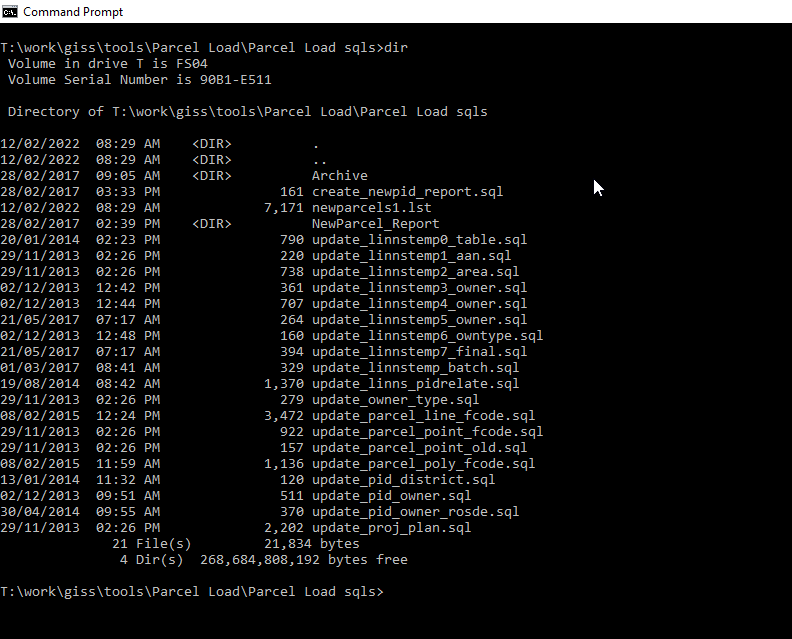 Command Prompt
T:\work\giss\tools\Parcel Load\Parcel Load sqls>dir
 Volume in drive T is FS04
 Volume Serial Number is 90B1-E511
 Directory of T:\work\giss\tools\Parcel Load\Parcel Load sqls
12/02/2022  08:29 AM    <DIR>          .
12/02/2022  08:29 AM    <DIR>          ..
28/02/2017  09:05 AM    <DIR>          Archive
28/02/2017  03:33 PM               161 create_newpid_report.sql
12/02/2022  08:29 AM             7,171 newparcels1.lst
28/02/2017  02:39 PM    <DIR>          NewParcel_Report
20/01/2014  02:23 PM               790 update_linnstemp0_table.sql
29/11/2013  02:26 PM               220 update_linnstemp1_aan.sql
29/11/2013  02:26 PM               738 update_linnstemp2_area.sql
02/12/2013  12:42 PM               361 update_linnstemp3_owner.sql
02/12/2013  12:44 PM               707 update_linnstemp4_owner.sql
21/05/2017  07:17 AM               264 update_linnstemp5_owner.sql
02/12/2013  12:48 PM               160 update_linnstemp6_owntype.sql
21/05/2017  07:17 AM               394 update_linnstemp7_final.sql
01/03/2017  08:41 AM               329 update_linnstemp_batch.sql
19/08/2014  08:42 AM             1,370 update_linns_pidrelate.sql
29/11/2013  02:26 PM               279 update_owner_type.sql
08/02/2015  12:24 PM             3,472 update_parcel_line_fcode.sql
29/11/2013  02:26 PM               922 update_parcel_point_fcode.sql
29/11/2013  02:26 PM               157 update_parcel_point_old.sql
08/02/2015  11:59 AM             1,136 update_parcel_poly_fcode.sql
13/01/2014  11:32 AM               120 update_pid_district.sql
02/12/2013  09:51 AM               511 update_pid_owner.sql
30/04/2014  09:55 AM               370 update_pid_owner_rosde.sql
29/11/2013  02:26 PM             2,202 update_proj_plan.sql
              21 File(s)         21,834 bytes
               4 Dir(s)  268,684,808,192 bytes free
T:\work\giss\tools\Parcel Load\Parcel Load sqls>